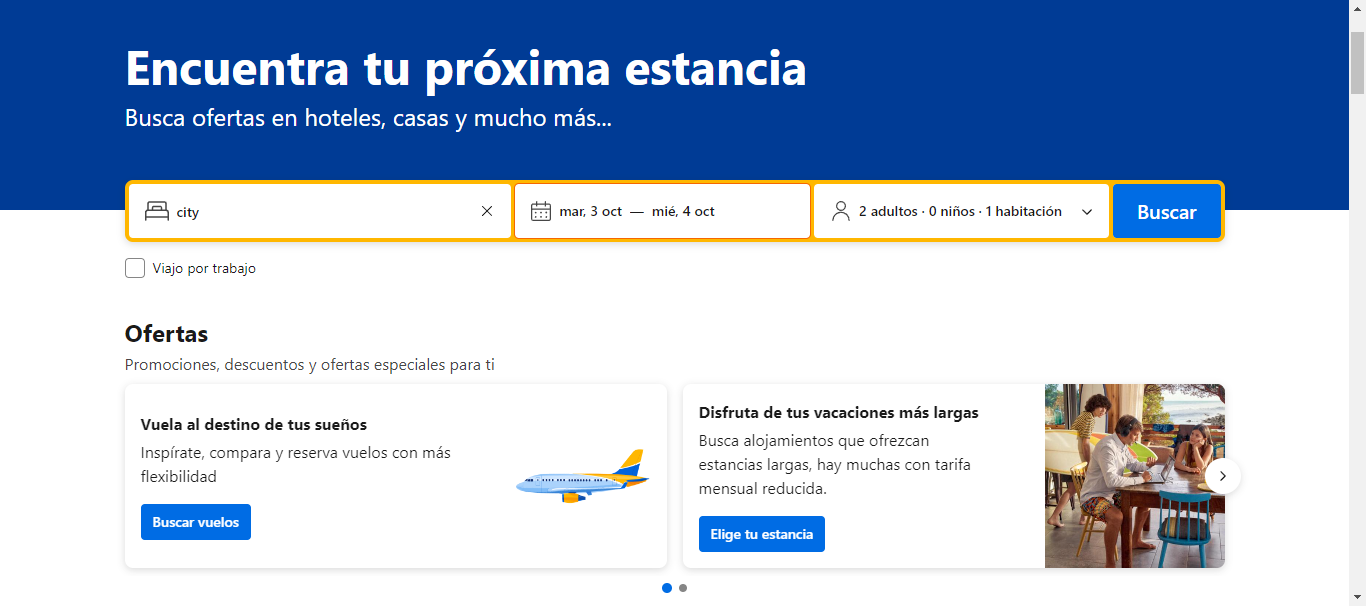 Encuentra tu próxima estancia
Busca ofertas en hoteles, casas y mucho más...
city
mar, 3 oct — mié, 4 oct
2 adultos · 0 niños · 1 habitación
Buscar
Viajo por trabajo
Ofertas
Promociones, descuentos y ofertas especiales para ti
Vuela al destino de tus sueños
Inspírate, compara y reserva vuelos con más
flexibilidad
Buscar vuelos
Disfruta de tus vacaciones más largas
Busca alojamientos que ofrezcan
estancias largas, hay muchas con tarifa
mensual reducida.
Elige tu estancia